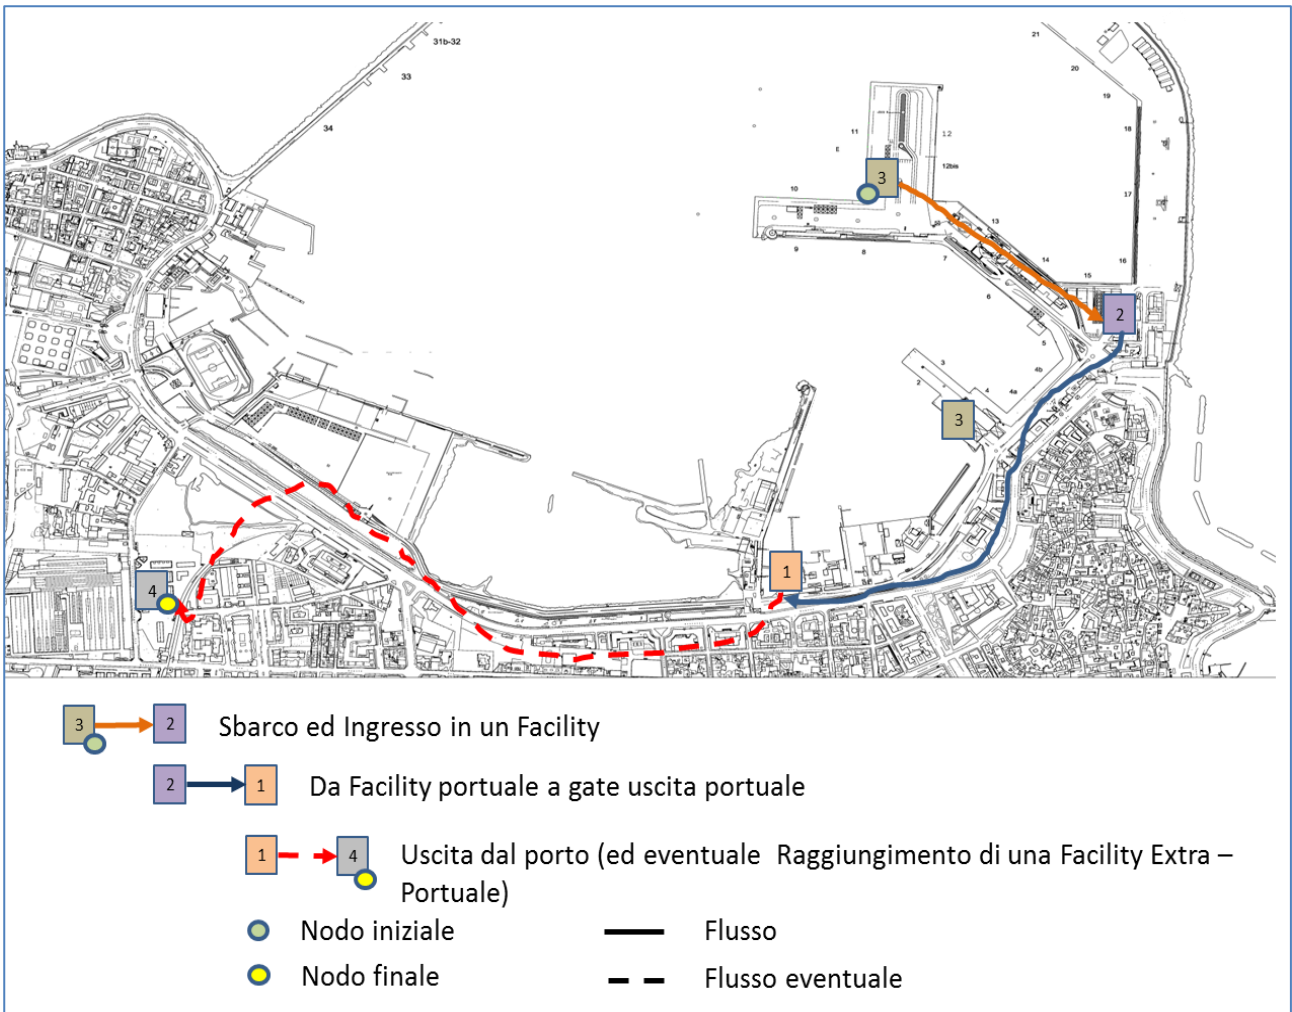 31b-32
33
34
21
20
19
18
17
16
15
11
E
12
12bis
3
10
13
14
9
8
7
6
5
4b
4a
4
3
2
3
2
1
4
3 2 Sbarco ed Ingresso in un Facility
2 1 Da Facility portuale a gate uscita portuale
1 4 Uscita dal porto (ed eventuale Raggiungimento di una Facility Extra –
Portuale)
Nodo iniziale Flusso
Nodo finale Flusso eventuale